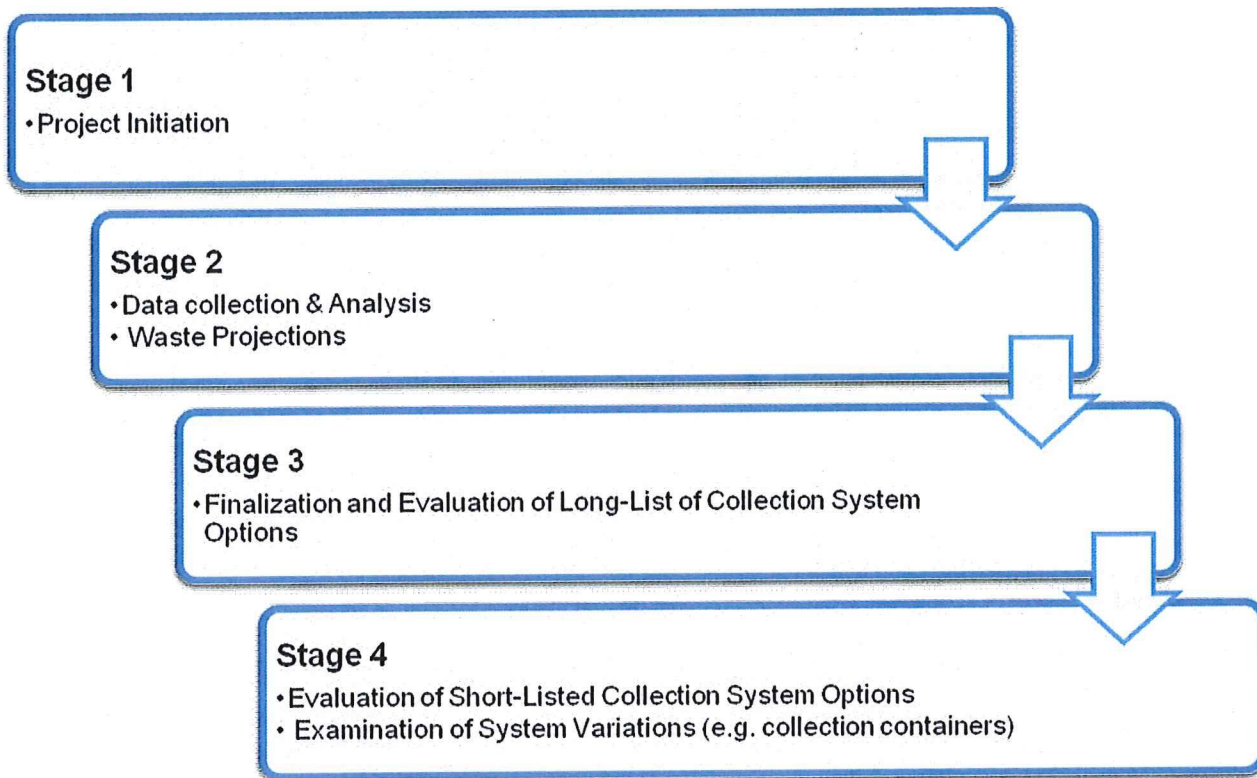 Stage 1
•Project Initiation
Stage 2
•Data collection & Analysis
• Waste Projections
Stage 3
•Finalization and Evaluation of Long-List of Collection System
Options
Stage 4
•Evaluation of Short-Listed Collection System Options
• Examination of System Variations (e.g. collection containers)